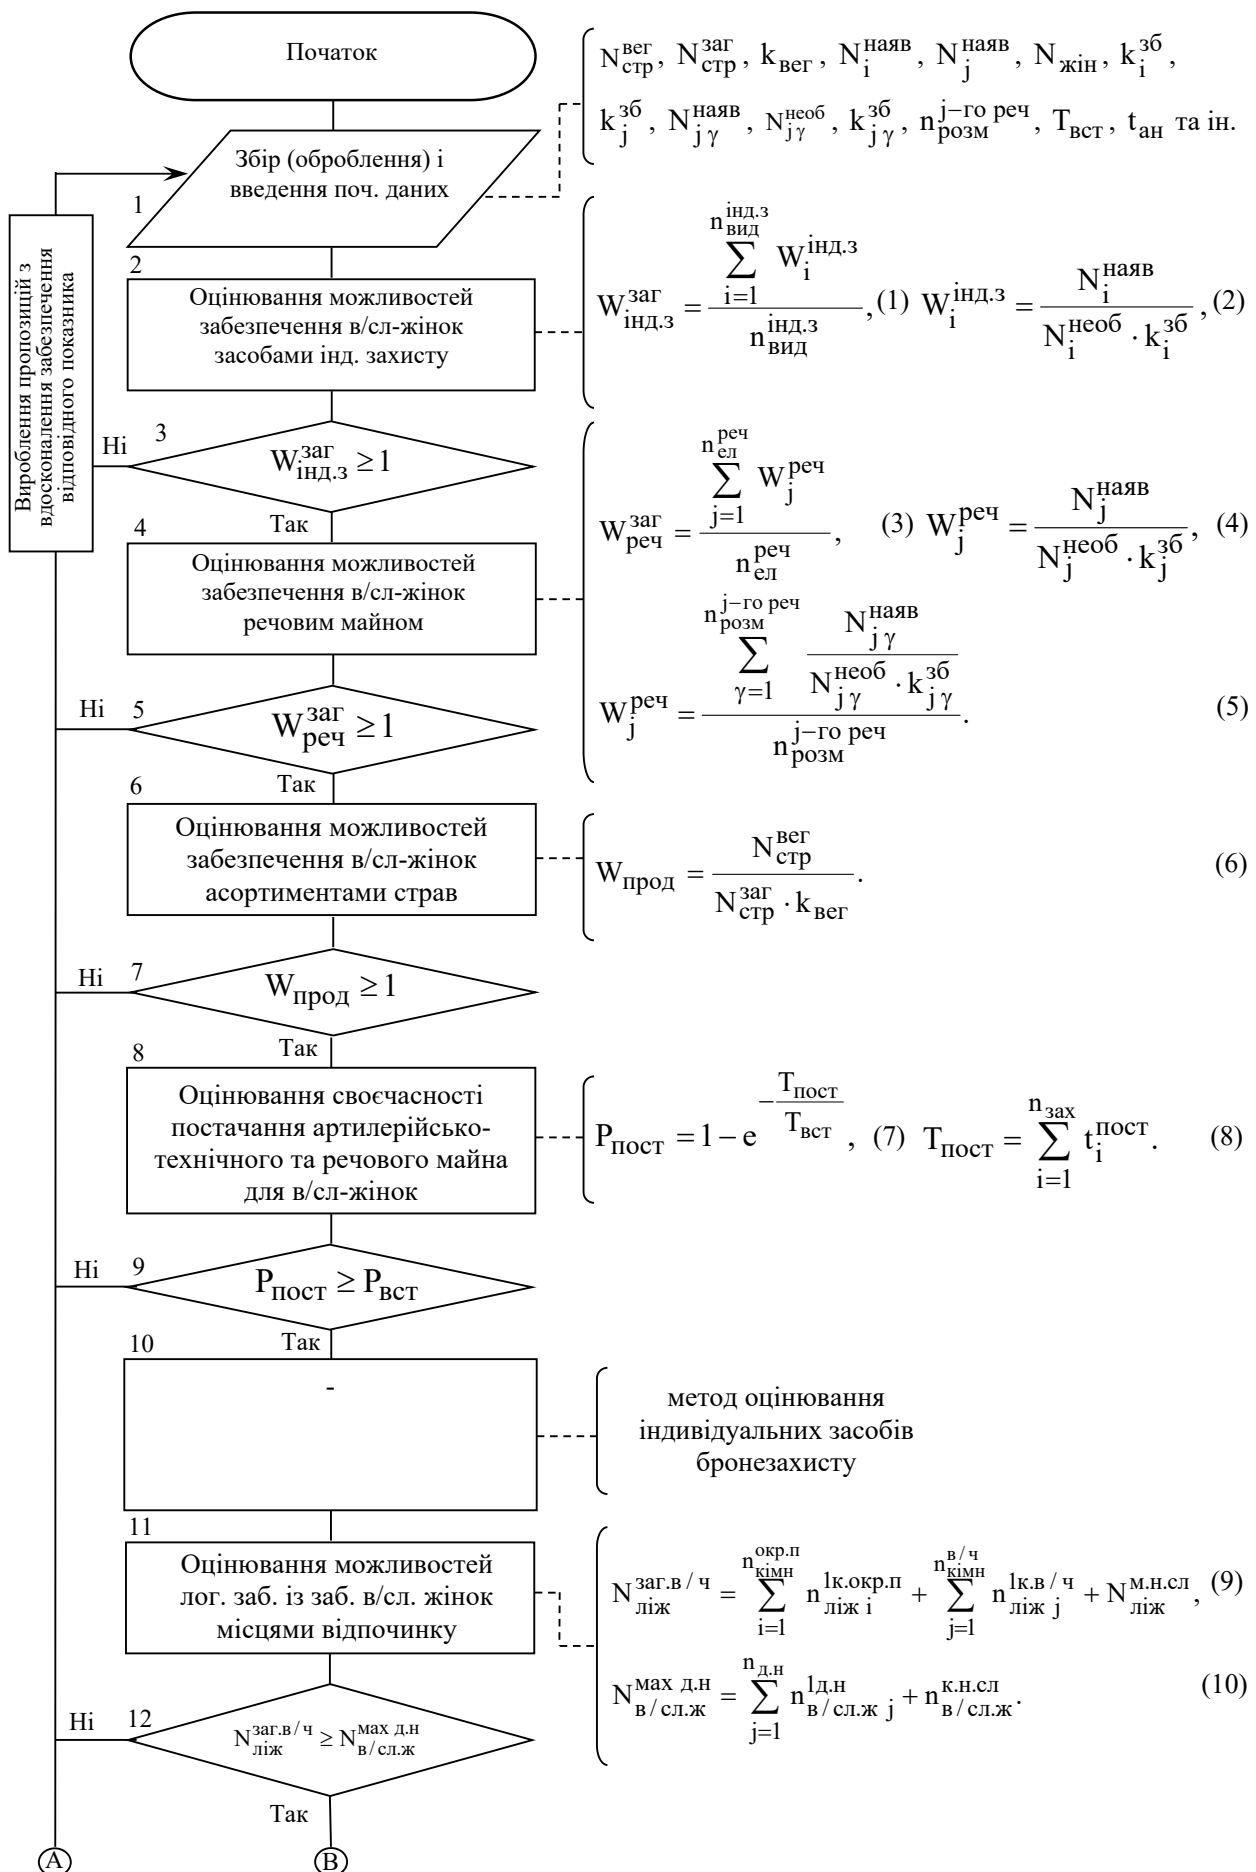 Початок
N_стр^вег, N_стр^заг, k_вег, N_i^наяв, N_j^наяв, N_жін, k_i^зб,
k_j^зб, N_jγ^наяв, N_jγ^необ, k_jγ^зб, n_розм^j–го реч, T_вст, t_ан та ін.
Збір (оброблення) і
введення поч. даних
1
Вироблення пропозицій з
вдосконалення забезпечення
відповідного показника
2
Оцінювання можливостей
забезпечення в/сл-жінок
засобами інд. захисту
W_інд.з^заг = (∑_{i=1}^{n_вид^інд.з} W_i^інд.з) / n_вид^інд.з, (1) W_i^інд.з = N_i^наяв / (N_i^необ · k_i^зб), (2)
3
Ні
W_інд.з^заг ≥ 1
Так
4
Оцінювання можливостей
забезпечення в/сл-жінок
речовим майном
W_реч^заг = (∑_{j=1}^{n_ел^реч} W_j^реч) / n_ел^реч, (3) W_j^реч = N_j^наяв / (N_j^необ · k_j^зб), (4)
W_j^реч = (∑_{γ=1}^{n_розм^j–го реч} N_jγ^наяв / (N_jγ^необ · k_jγ^зб)) / n_розм^j–го реч. (5)
Ні
5
W_реч^заг ≥ 1
Так
6
Оцінювання можливостей
забезпечення в/сл-жінок
асортиментами страв
W_прод = N_стр^вег / (N_стр^заг · k_вег). (6)
Ні
7
W_прод ≥ 1
Так
8
Оцінювання своєчасності
постачання артилерійсько-
технічного та речового майна
для в/сл-жінок
P_пост = 1 − e^{−T_пост / T_вст}, (7) T_пост = ∑_{i=1}^{n_зах} t_i^пост. (8)
Ні
9
P_пост ≥ P_вст
Так
10
-
метод оцінювання
індивідуальних засобів
бронезахисту
11
Оцінювання можливостей
лог. заб. із заб. в/сл. жінок
місцями відпочинку
N_ліж^заг.в/ч = ∑_{i=1}^{n_кімн^окр.п} n_ліж i^1к.окр.п + ∑_{j=1}^{n_кімн^в/ч} n_ліж j^1к.в/ч + N_ліж^м.н.сл, (9)
N_в/сл.ж^мах д.н = ∑_{j=1}^{n_д.н} n_в/сл.ж j^1д.н + n_в/сл.ж^к.н.сл. (10)
Ні
12
N_ліж^заг.в/ч ≥ N_в/сл.ж^мах д.н
Так
А
В